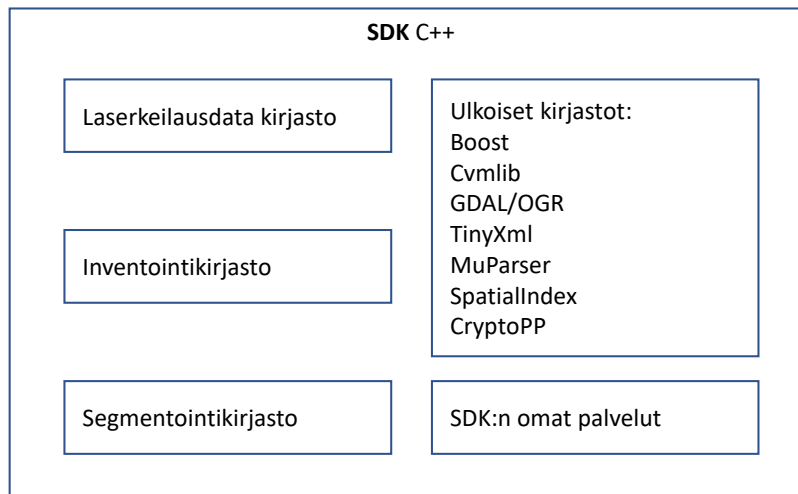 SDK C++
Laserkeilausdata kirjasto
Inventointikirjasto
Segmentointikirjasto
Ulkoiset kirjastot:
Boost
Cvmlib
GDAL/OGR
TinyXml
MuParser
SpatialIndex
CryptoPP
SDK:n omat palvelut